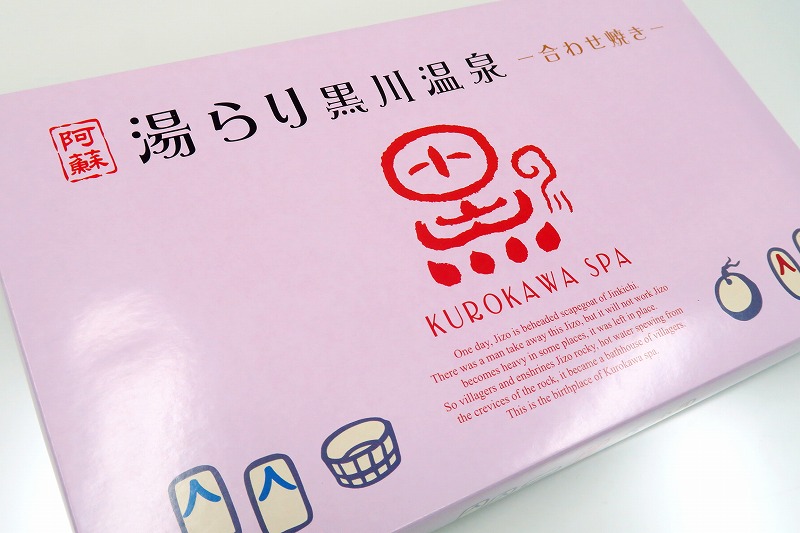 阿蘇
湯らり黒川温泉
－合わせ焼き－
KUROKAWA SPA
One day, Jizo is beheaded scapegoat of Jinkichi.
There was a man take away this Jizo, but it will not work Jizo
becomes heavy in some places, it was left in place.
So villagers and enshrines Jizo rocky, hot water spewing from
the crevices of the rock, it became a bathhouse of villagers.
This is the birthplace of Kurokawa spa.